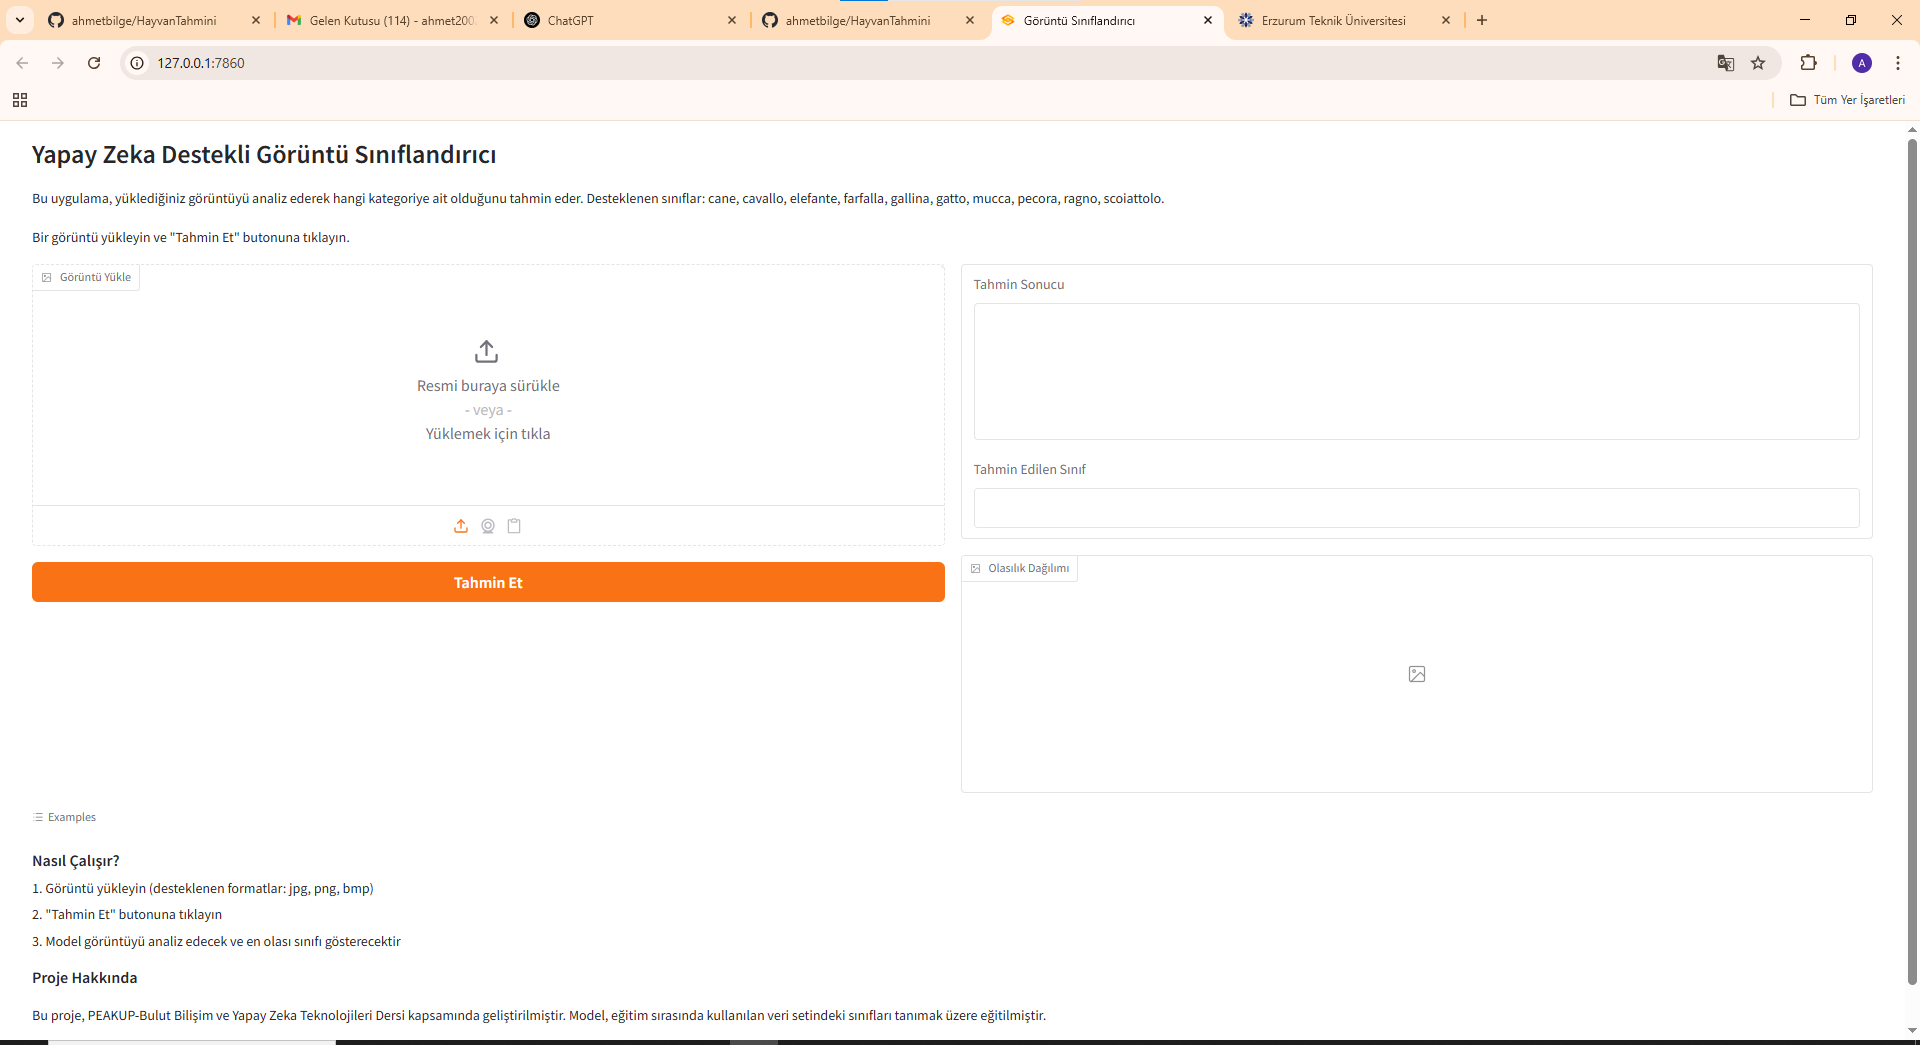 ahmetbilge/HayvanTahmini
Gelen Kutusu (114) - ahmet200
ChatGPT
ahmetbilge/HayvanTahmini
Görüntü Sınıflandırıcı
Erzurum Teknik Üniversitesi
127.0.0.1:7860
A
Tüm Yer İşaretleri
Yapay Zeka Destekli Görüntü Sınıflandırıcı
Bu uygulama, yüklediğiniz görüntüyü analiz ederek hangi kategoriye ait olduğunu tahmin eder. Desteklenen sınıflar: cane, cavallo, elefante, farfalla, gallina, gatto, mucca, pecora, ragno, scoiattolo.
Bir görüntü yükleyin ve "Tahmin Et" butonuna tıklayın.
Görüntü Yükle
Resmi buraya sürükle
- veya -
Yüklemek için tıkla
Tahmin Et
Tahmin Sonucu
Tahmin Edilen Sınıf
Olasılık Dağılımı
Examples
Nasıl Çalışır?
1. Görüntü yükleyin (desteklenen formatlar: jpg, png, bmp)
2. "Tahmin Et" butonuna tıklayın
3. Model görüntüyü analiz edecek ve en olası sınıfı gösterecektir
Proje Hakkında
Bu proje, PEAKUP-Bulut Bilişim ve Yapay Zeka Teknolojileri Dersi kapsamında geliştirilmiştir. Model, eğitim sırasında kullanılan veri setindeki sınıfları tanımak üzere eğitilmiştir.